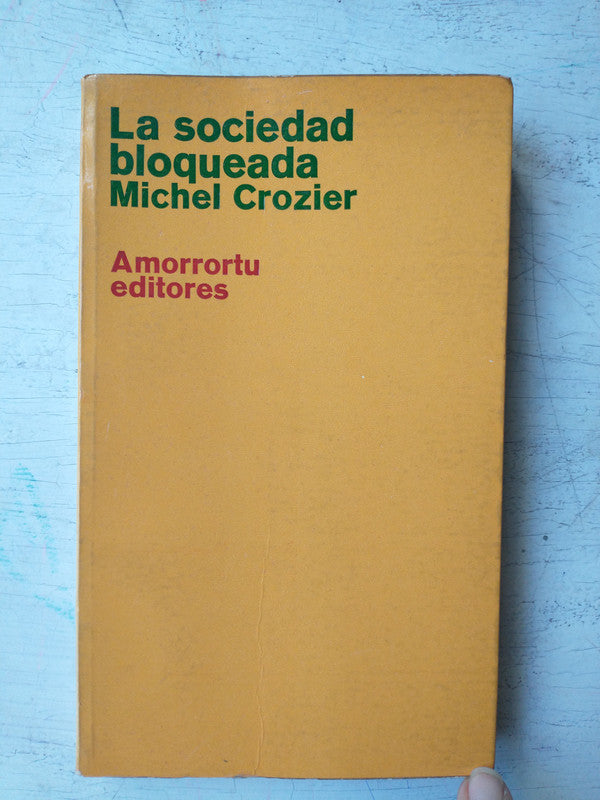 La sociedad
bloqueada
Michel Crozier
Amorrortu
editores